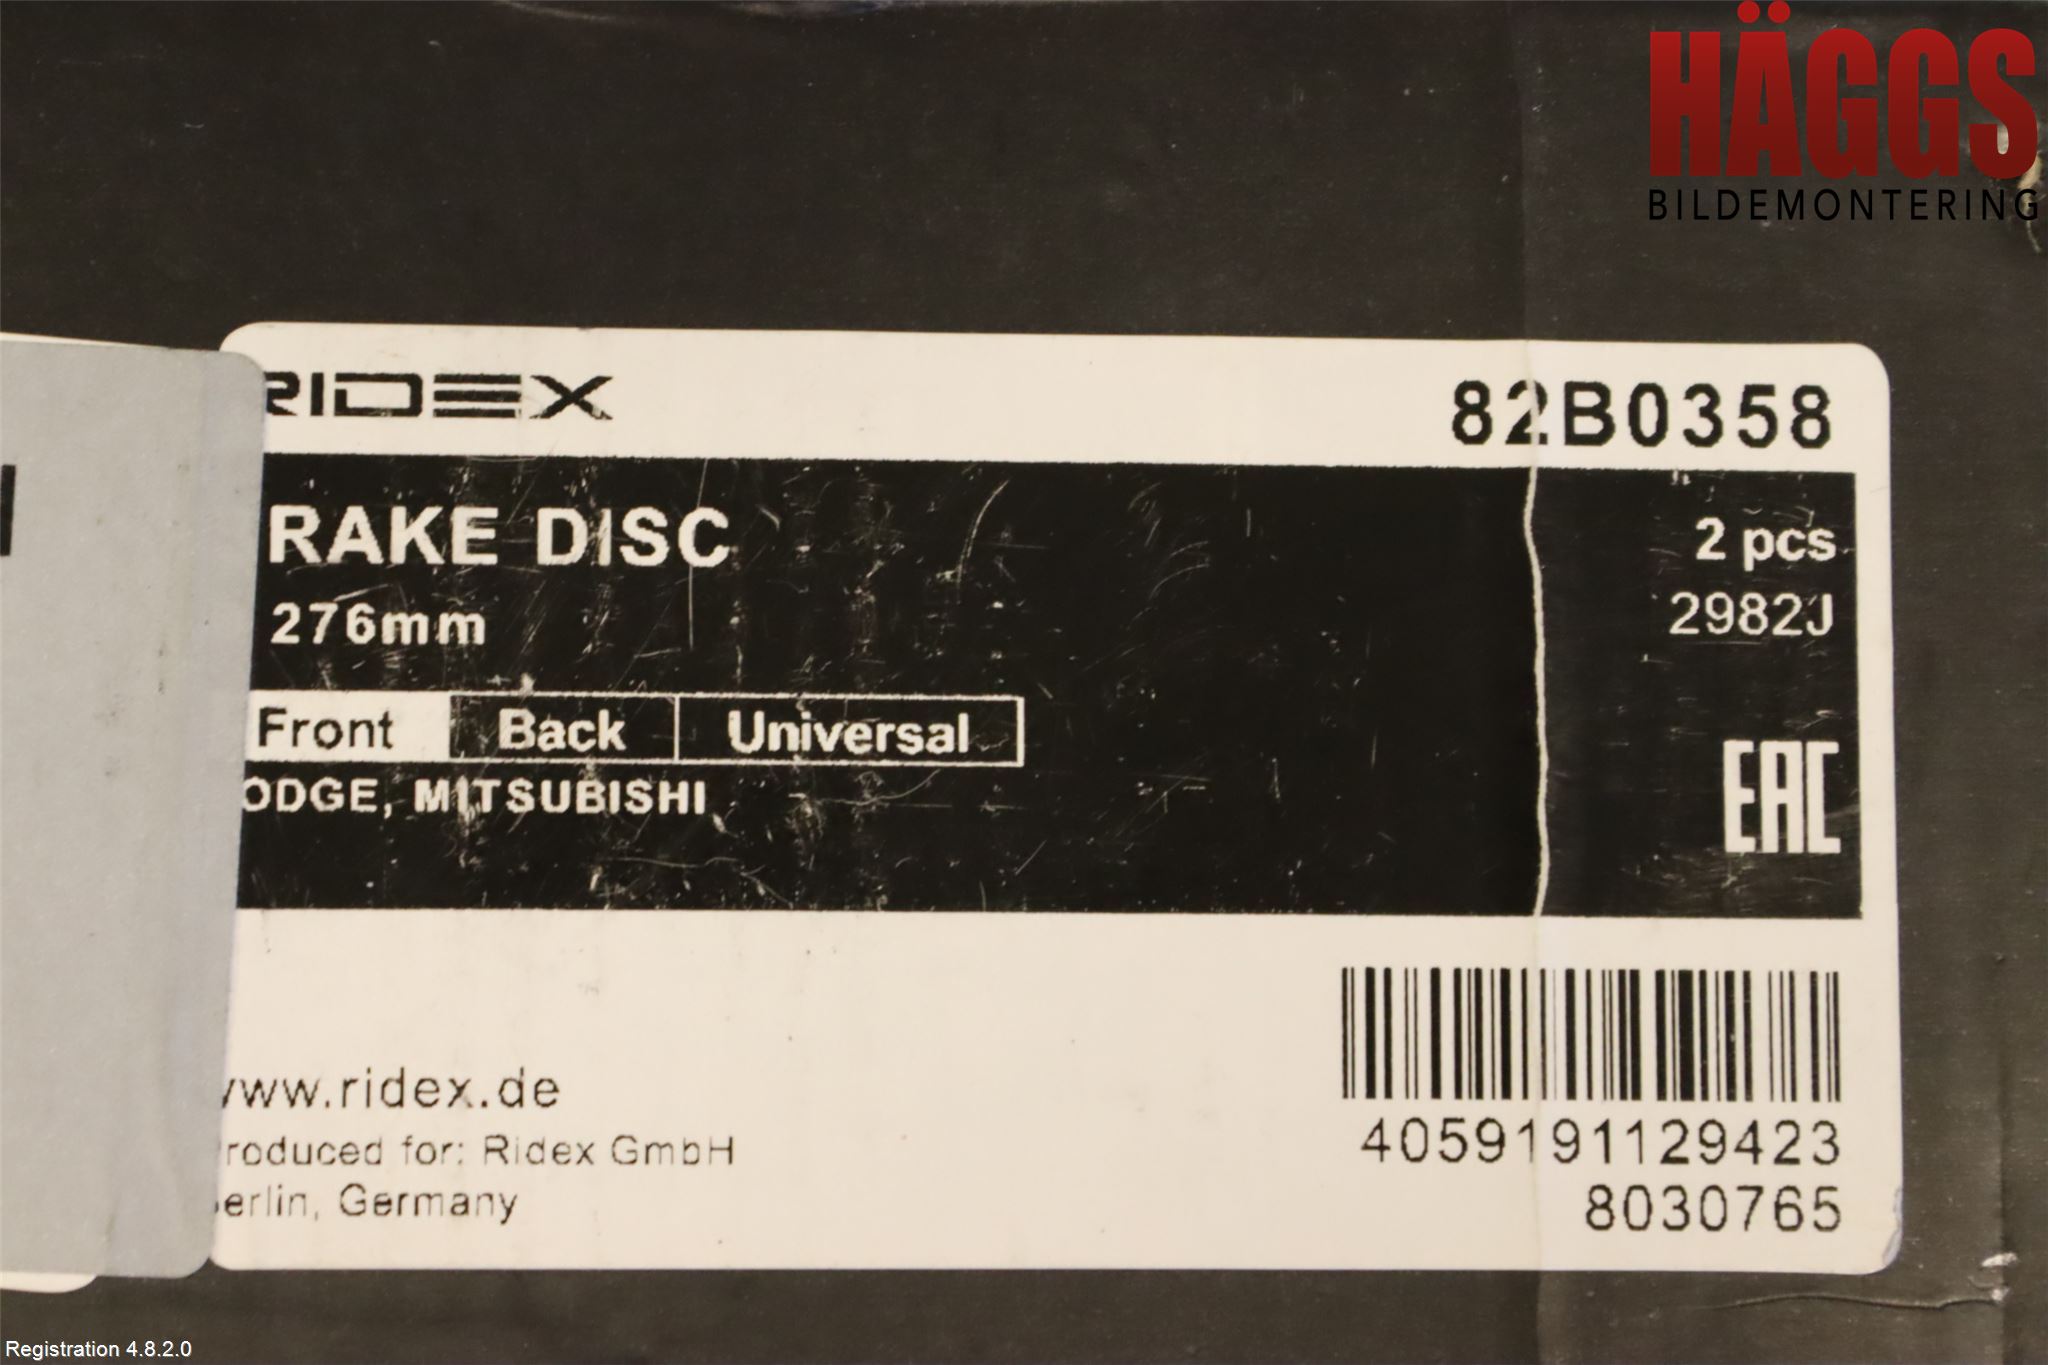 HÄGGS
BILDEMONTERING
RIDEX 82B0358
RAKE DISC 2 pcs
276mm 2982J
Front Back Universal
ODGE, MITSUBISHI
EAC
www.ridex.de
roduced for: Ridex GmbH
erlin, Germany
4059191129423
8030765
Registration 4.8.2.0